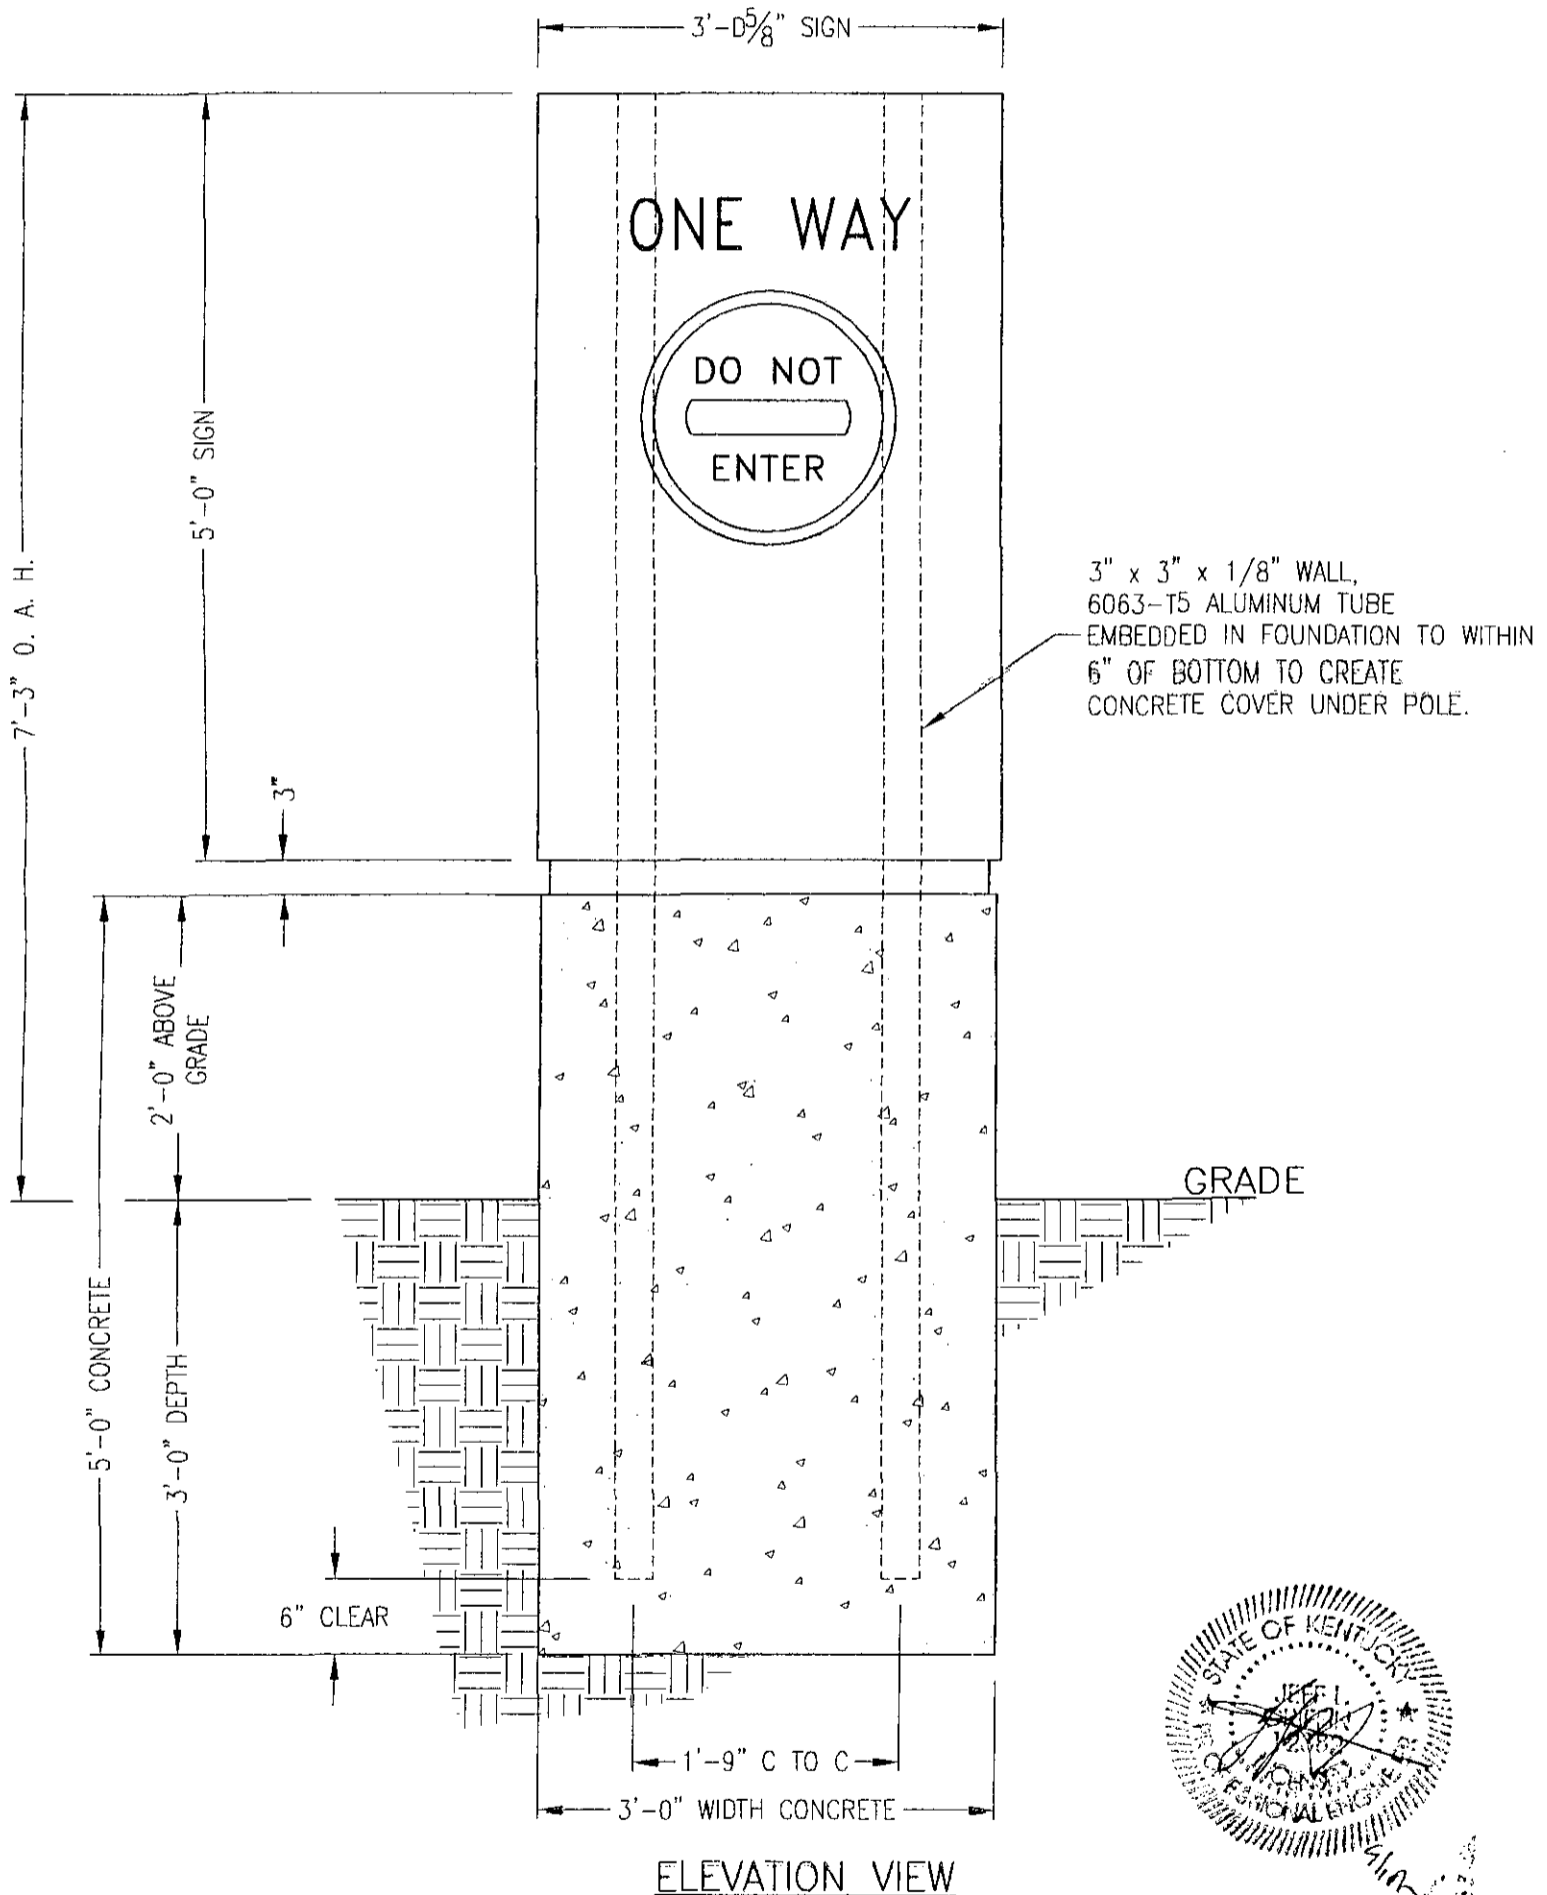 3'-0 5/8" SIGN
ONE WAY
DO NOT
ENTER
7'-3" O. A. H.
5'-0" SIGN
3"
3" x 3" x 1/8" WALL,
6063-T5 ALUMINUM TUBE
EMBEDDED IN FOUNDATION TO WITHIN
6" OF BOTTOM TO CREATE
CONCRETE COVER UNDER POLE.
2'-0" ABOVE
GRADE
GRADE
5'-0" CONCRETE
3'-0" DEPTH
6" CLEAR
1'-9" C TO C
3'-0" WIDTH CONCRETE
ELEVATION VIEW
STATE OF KENTUCKY
JEFF I.
PROFESSIONAL ENGINEER